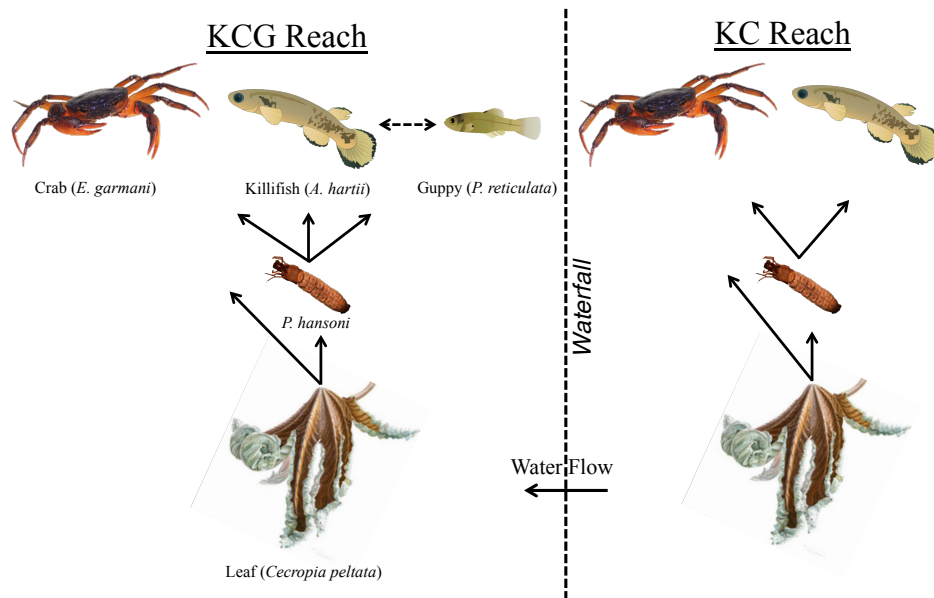 KCG Reach
KC Reach
Crab (E. garmani)
Killifish (A. hartii)
Guppy (P. reticulata)
P. hansoni
Waterfall
Water Flow
Leaf (Cecropia peltata)